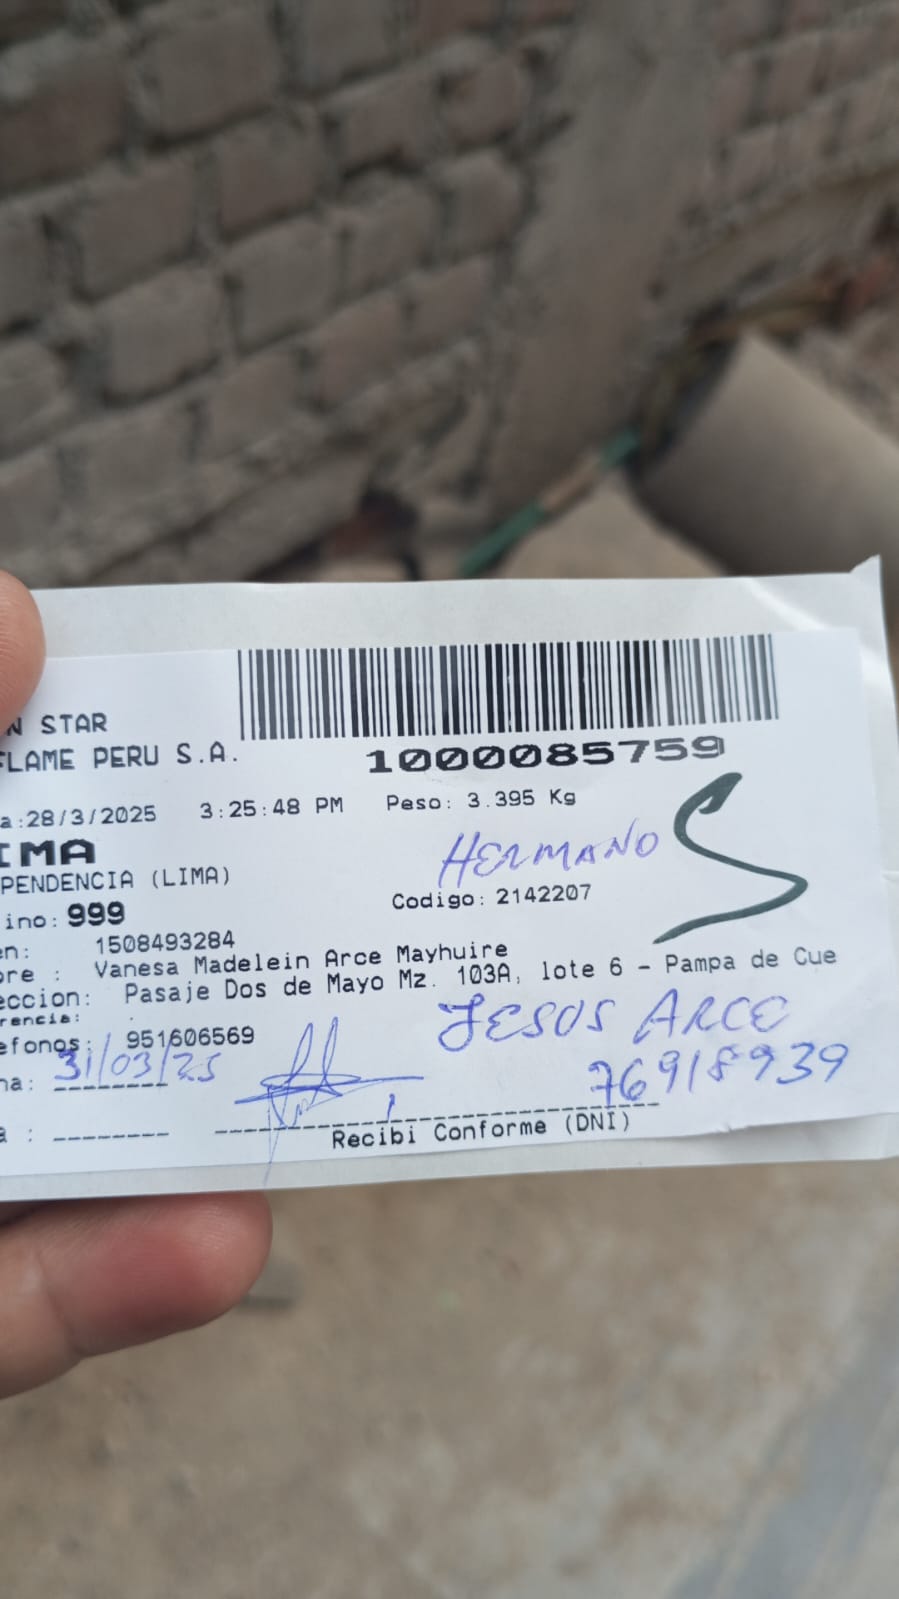 N STAR
FLAME PERU S.A.
1000085759
a:28/3/2025 3:25:48 PM Peso: 3.395 Kg
IMA
HERMANO
S
PENDENCIA (LIMA)
ino: 999
Codigo: 2142207
en: 1508493284
bre : Vanesa Madelein Arce Mayhuire
eccion: Pasaje Dos de Mayo Mz. 103A, lote 6 - Pampa de Cue
rencia: .
efonos: 951606569
JESUS ARCE
ha: 31/03/25
76918939
a : --------
Recibi Conforme (DNI)